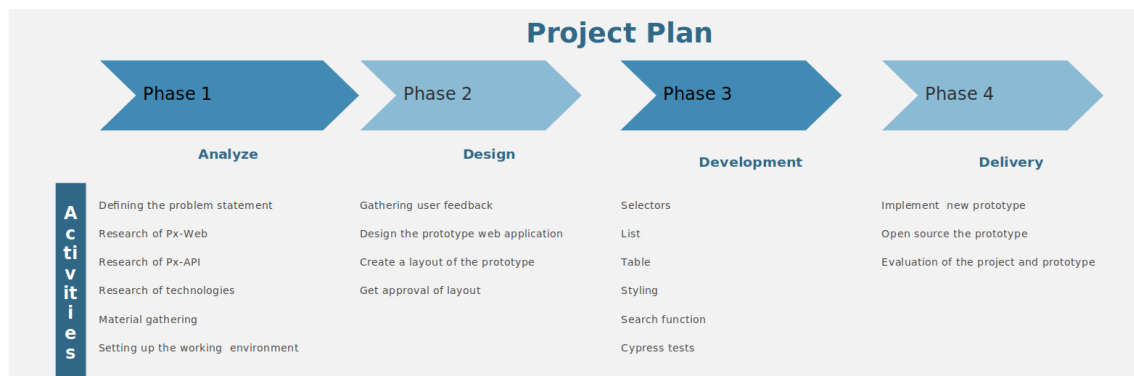 Project Plan
Phase 1
Phase 2
Phase 3
Phase 4
Analyze
Design
Development
Delivery
Activities
Defining the problem statement
Research of Px-Web
Research of Px-API
Research of technologies
Material gathering
Setting up the working  environment
Gathering user feedback
Design the prototype web application
Create a layout of the prototype
Get approval of layout
Selectors
List
Table
Styling
Search function
Cypress tests
Implement  new prototype
Open source the prototype
Evaluation of the project and prototype